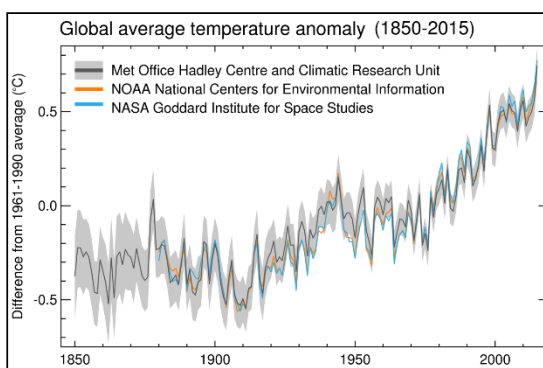 Global average temperature anomaly (1850-2015)
Met Office Hadley Centre and Climatic Research Unit
NOAA National Centers for Environmental Information
NASA Goddard Institute for Space Studies
Difference from 1961-1990 average (°C)
0.5
0.0
-0.5
1850 1900 1950 2000